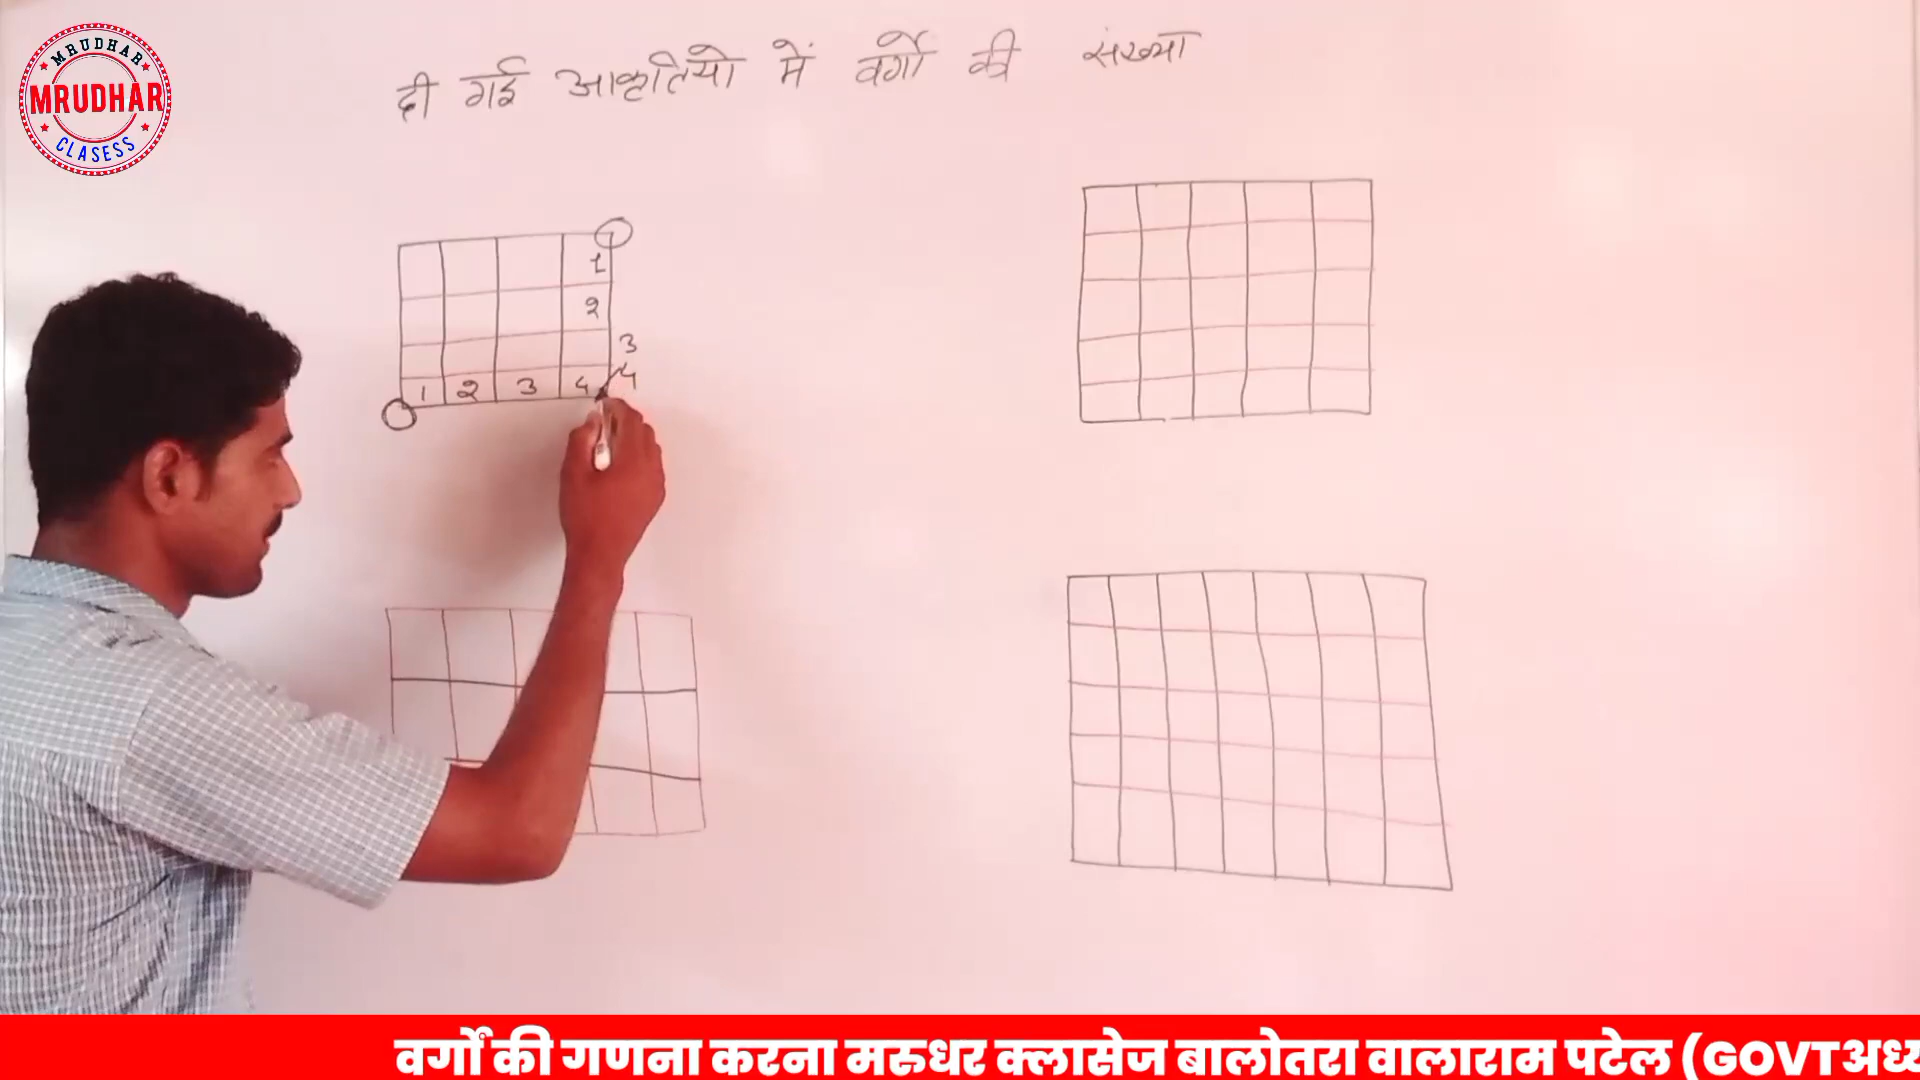 MRUDHAR
MRUDHAR
CLASESS
दी गई आकृतियो में वर्गो की संख्या
1
2
3
4
1 2 3 4
वर्गों की गणना करना मरुधर क्लासेज बालोतरा वालाराम पटेल (GOVTअध्य